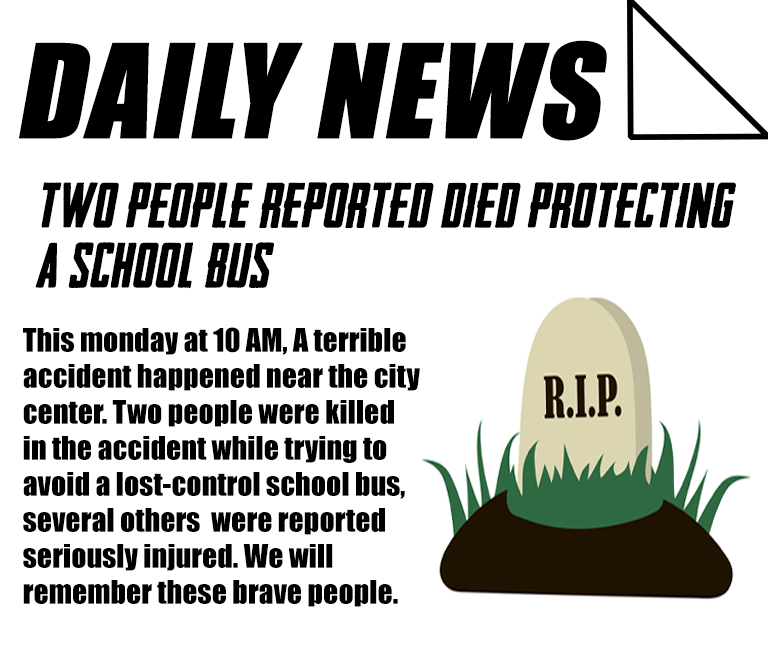 DAILY NEWS
TWO PEOPLE REPORTED DIED PROTECTING
A SCHOOL BUS
This monday at 10 AM, A terrible
accident happened near the city
center. Two people were killed
in the accident while trying to
avoid a lost-control school bus,
several others  were reported
seriously injured. We will
remember these brave people.
R.I.P.